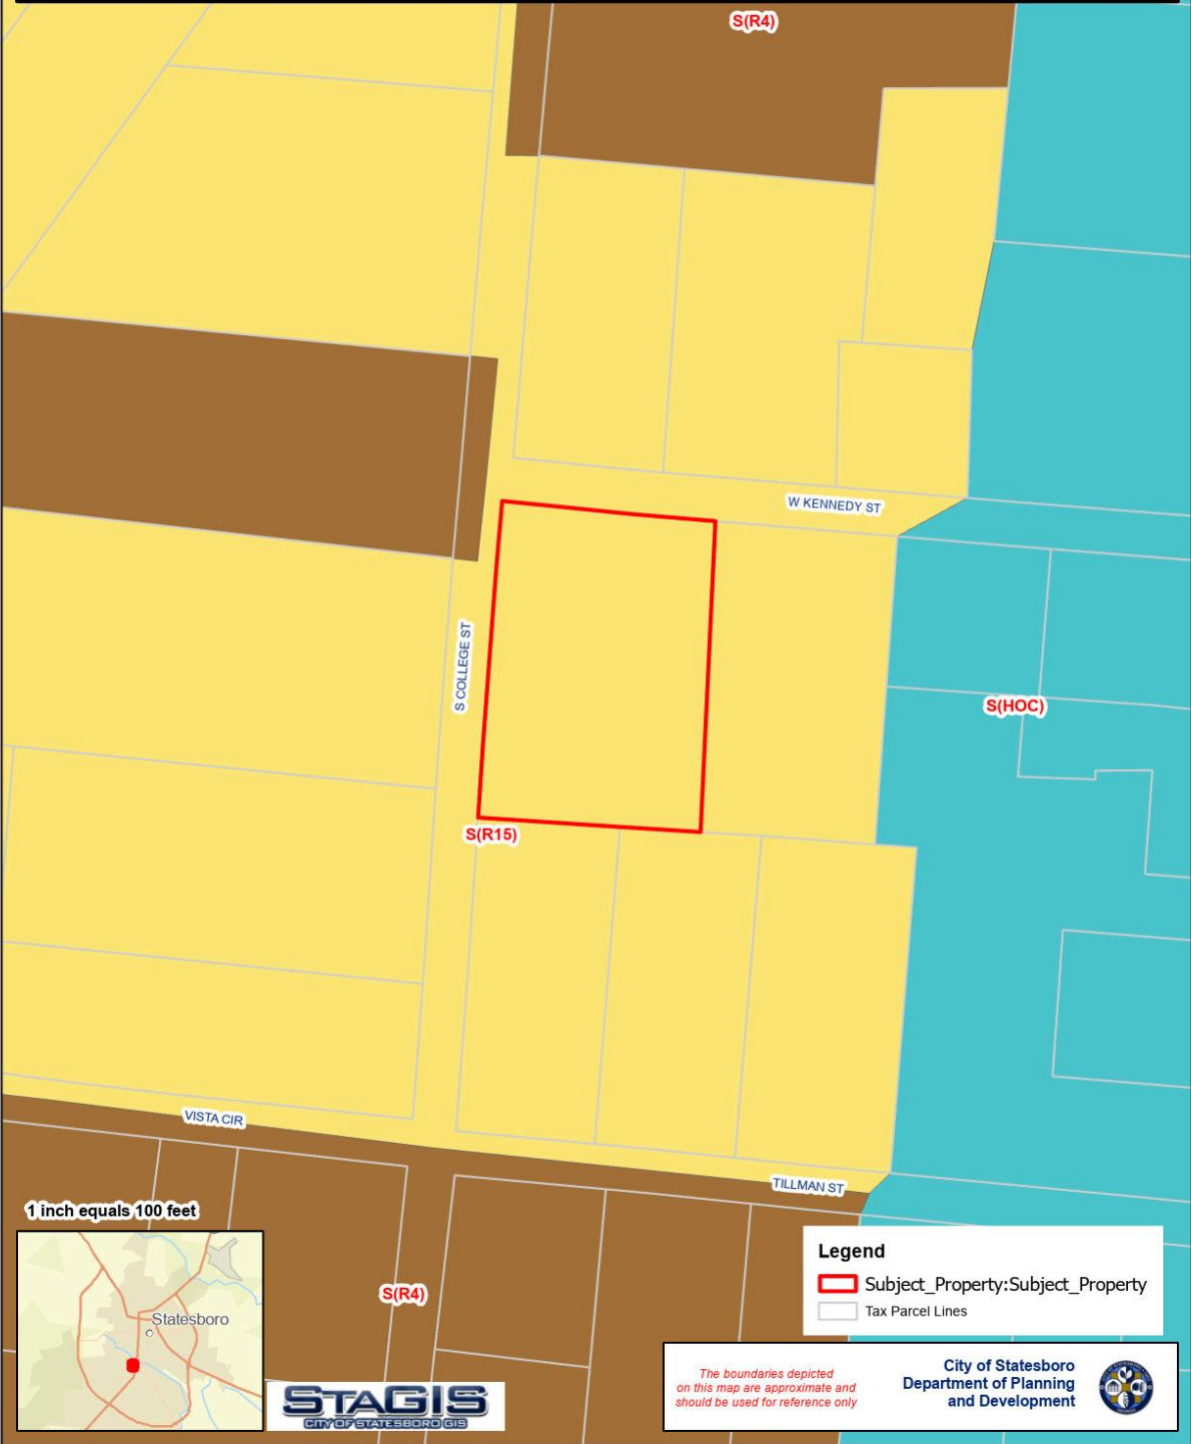 S(R4)
W KENNEDY ST
S COLLEGE ST
S(HOC)
S(R15)
VISTA CIR
TILLMAN ST
1 inch equals 100 feet
Statesboro
S(R4)
STAGIS
CITY OF STATESBORO GIS
Legend
Subject_Property:Subject_Property
Tax Parcel Lines
The boundaries depicted
on this map are approximate and
should be used for reference only
City of Statesboro
Department of Planning
and Development